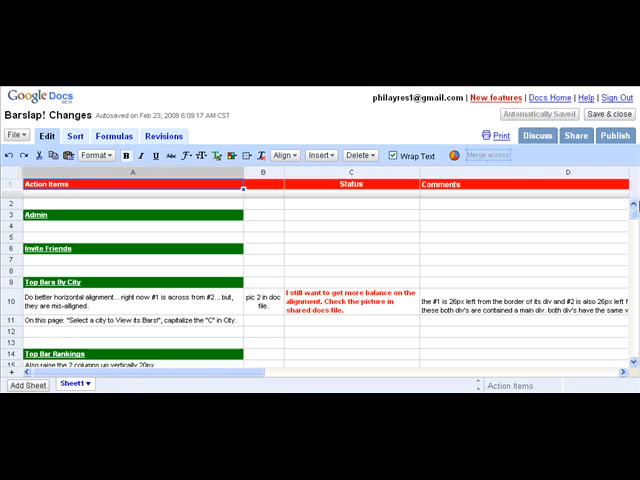 Google Docs
BETA
philayres1@gmail.com | New features | Docs Home | Help | Sign Out
Barslap! Changes Autosaved on Feb 23, 2008 6:09:17 AM CST
Automatically Saved Save & close
File Edit Sort Formulas Revisions
Print Discuss Share Publish
Format B I U Abc Align Insert Delete Wrap Text Merge across
A B C D
1 Action Items Status Comments
2
3 Admin
4
5
6 Invite Friends
7
8
9 Top Bars By City
10 Do better horizontal alignment... right now #1 is across from #2... but,
they are mis-alligned.
pic 2 in doc
file.
I still want to get more balance on the
alignment. Check the picture in
shared docs file.
the #1 is 26px left from the border of its div and #2 is also 26px left f
these both div's are contained a main div. both div's have the same v
11 On this page: "Select a city to View its Bars!", capitalize the "C" in City.
12
13
14 Top Bar Rankings
15 Also raise the 2 columns up vertically 20px
+
Add Sheet Sheet1 Action Items